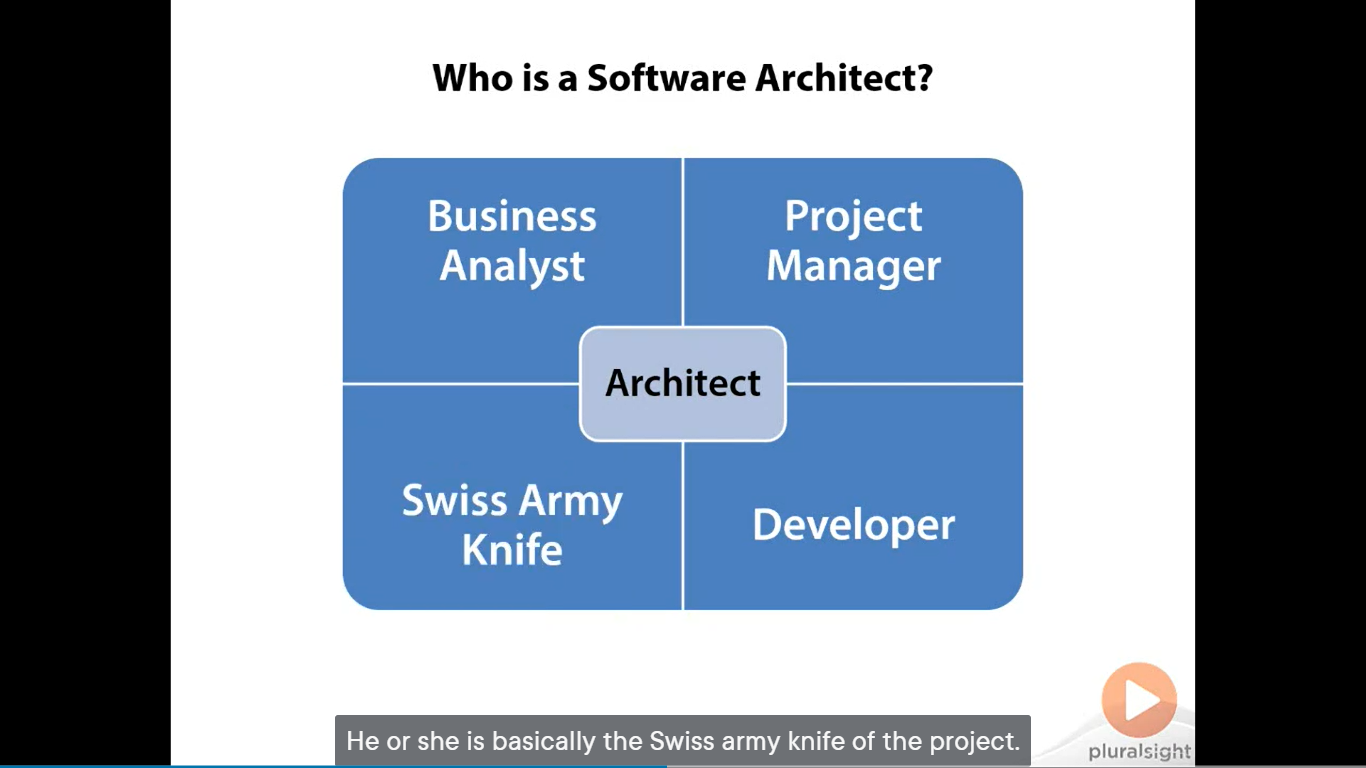 Who is a Software Architect?
Business
Analyst
Project
Manager
Architect
Swiss Army
Knife
Developer
He or she is basically the Swiss army knife of the project.
pluralsight